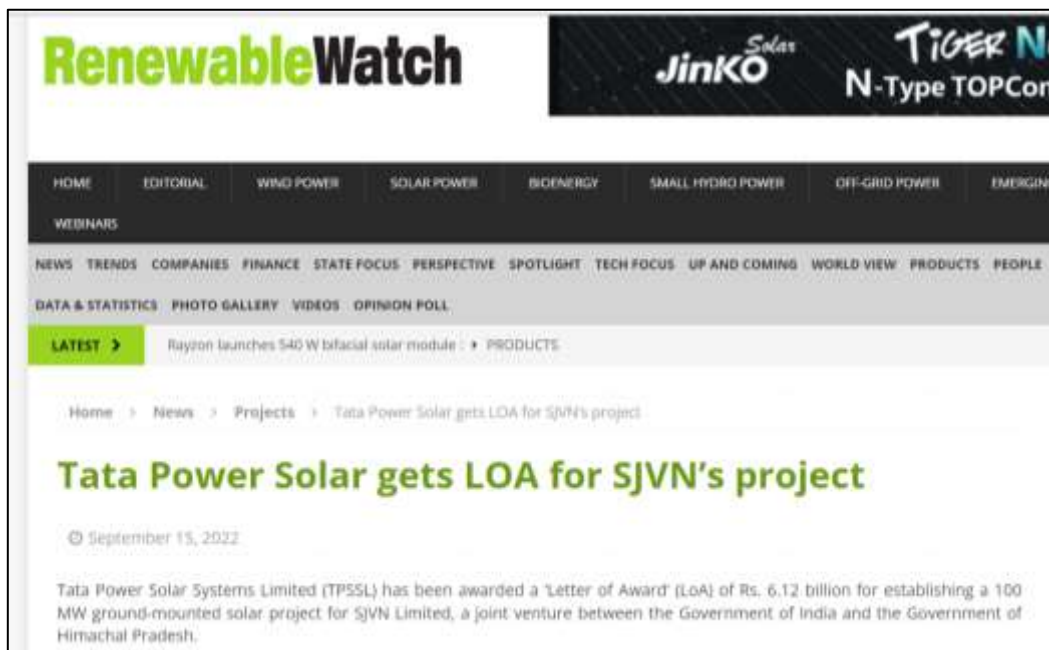 RenewableWatch
JinKO Solar
TiGER N
N-Type TOPCon
HOME EDITORIAL WIND POWER SOLAR POWER BIOENERGY SMALL HYDRO POWER OFF-GRID POWER EMERGING
WEBINARS
NEWS TRENDS COMPANIES FINANCE STATE FOCUS PERSPECTIVE SPOTLIGHT TECH FOCUS UP AND COMING WORLD VIEW PRODUCTS PEOPLE
DATA & STATISTICS PHOTO GALLERY VIDEOS OPINION POLL
LATEST Rayzon launches 540 W bifacial solar module : PRODUCTS
Home > News > Projects > Tata Power Solar gets LOA for SJVN's project
Tata Power Solar gets LOA for SJVN’s project
September 15, 2022
Tata Power Solar Systems Limited (TPSSL) has been awarded a ‘Letter of Award’ (LoA) of Rs. 6.12 billion for establishing a 100
MW ground-mounted solar project for SJVN Limited, a joint venture between the Government of India and the Government of
Himachal Pradesh.